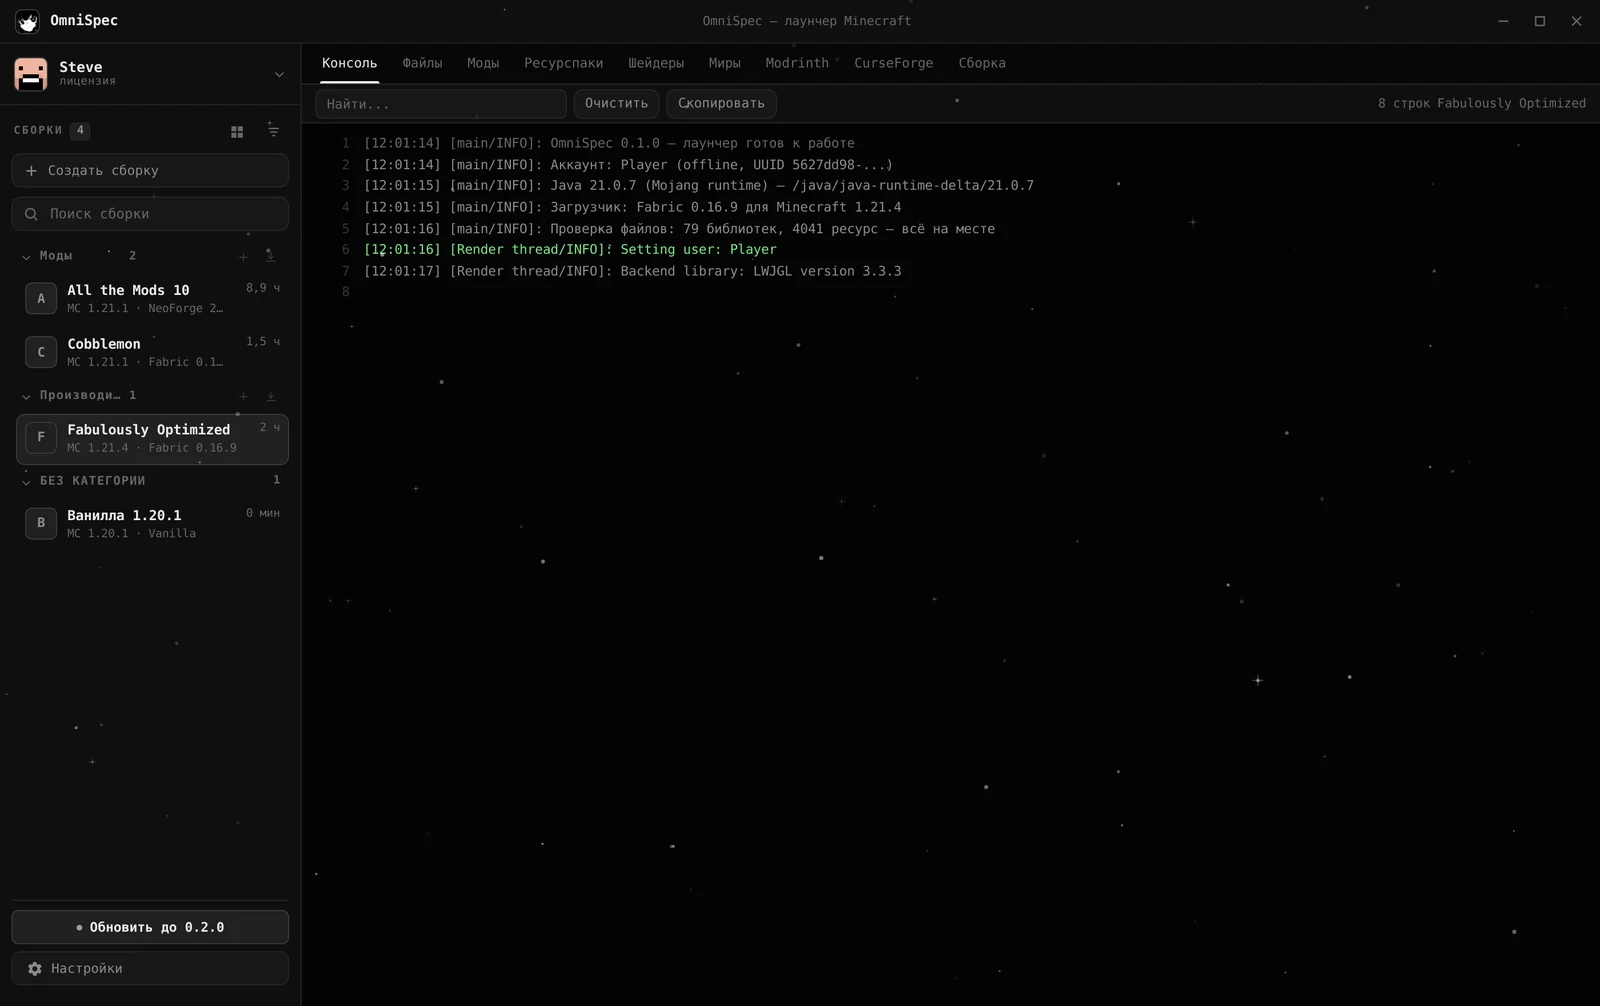 OmniSpec
OmniSpec — лаунчер Minecraft
Steve
лицензия
СБОРКИ 4
Создать сборку
Поиск сборки
Моды 2
A
All the Mods 10
8,9 ч
MC 1.21.1 · NeoForge 2…
C
Cobblemon
1,5 ч
MC 1.21.1 · Fabric 0.1…
Производи… 1
F
Fabulously Optimized
2 ч
MC 1.21.4 · Fabric 0.16.9
БЕЗ КАТЕГОРИИ 1
В
Ванилла 1.20.1
0 мин
MC 1.20.1 · Vanilla
Обновить до 0.2.0
Настройки
Консоль Файлы Моды Ресурспаки Шейдеры Миры Modrinth CurseForge Сборка
Найти... Очистить Скопировать 8 строк Fabulously Optimized
1 [12:01:14] [main/INFO]: OmniSpec 0.1.0 — лаунчер готов к работе
2 [12:01:14] [main/INFO]: Аккаунт: Player (offline, UUID 5627dd98-...)
3 [12:01:15] [main/INFO]: Java 21.0.7 (Mojang runtime) — /java/java-runtime-delta/21.0.7
4 [12:01:15] [main/INFO]: Загрузчик: Fabric 0.16.9 для Minecraft 1.21.4
5 [12:01:16] [main/INFO]: Проверка файлов: 79 библиотек, 4041 ресурс — всё на месте
6 [12:01:16] [Render thread/INFO]: Setting user: Player
7 [12:01:17] [Render thread/INFO]: Backend library: LWJGL version 3.3.3
8